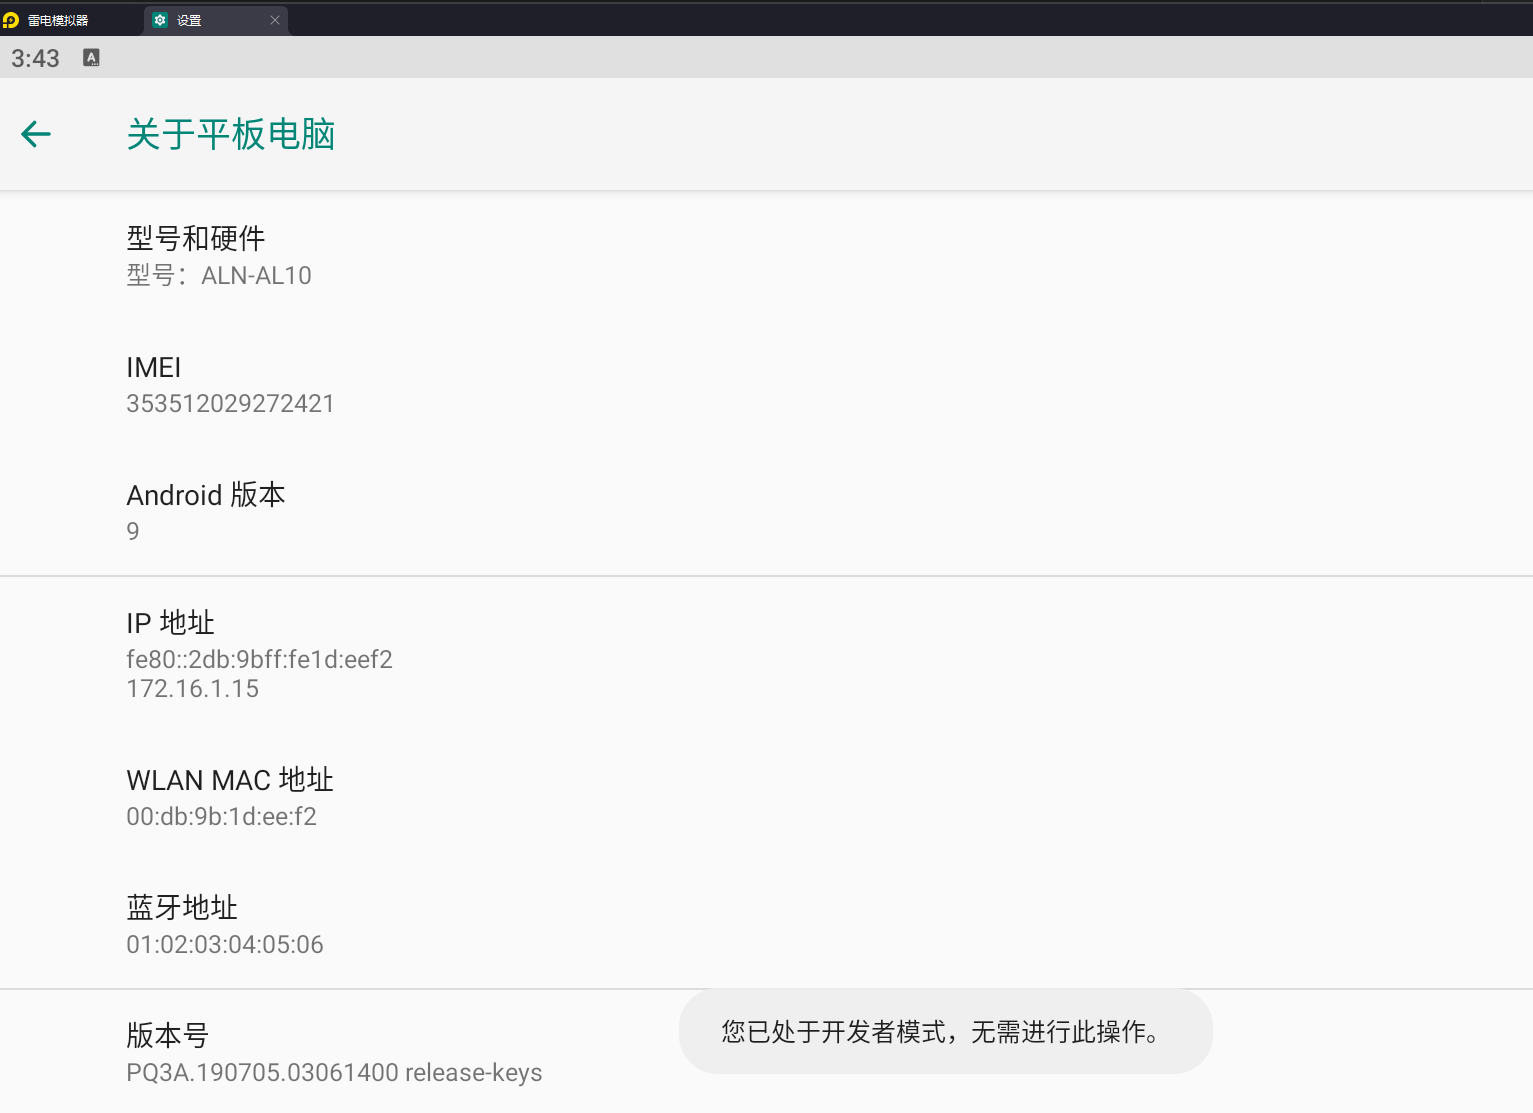 雷电模拟器
设置
3:43
A
关于平板电脑
型号和硬件
型号：ALN-AL10
IMEI
353512029272421
Android 版本
9
IP 地址
fe80::2db:9bff:fe1d:eef2
172.16.1.15
WLAN MAC 地址
00:db:9b:1d:ee:f2
蓝牙地址
01:02:03:04:05:06
版本号
PQ3A.190705.03061400 release-keys
您已处于开发者模式，无需进行此操作。